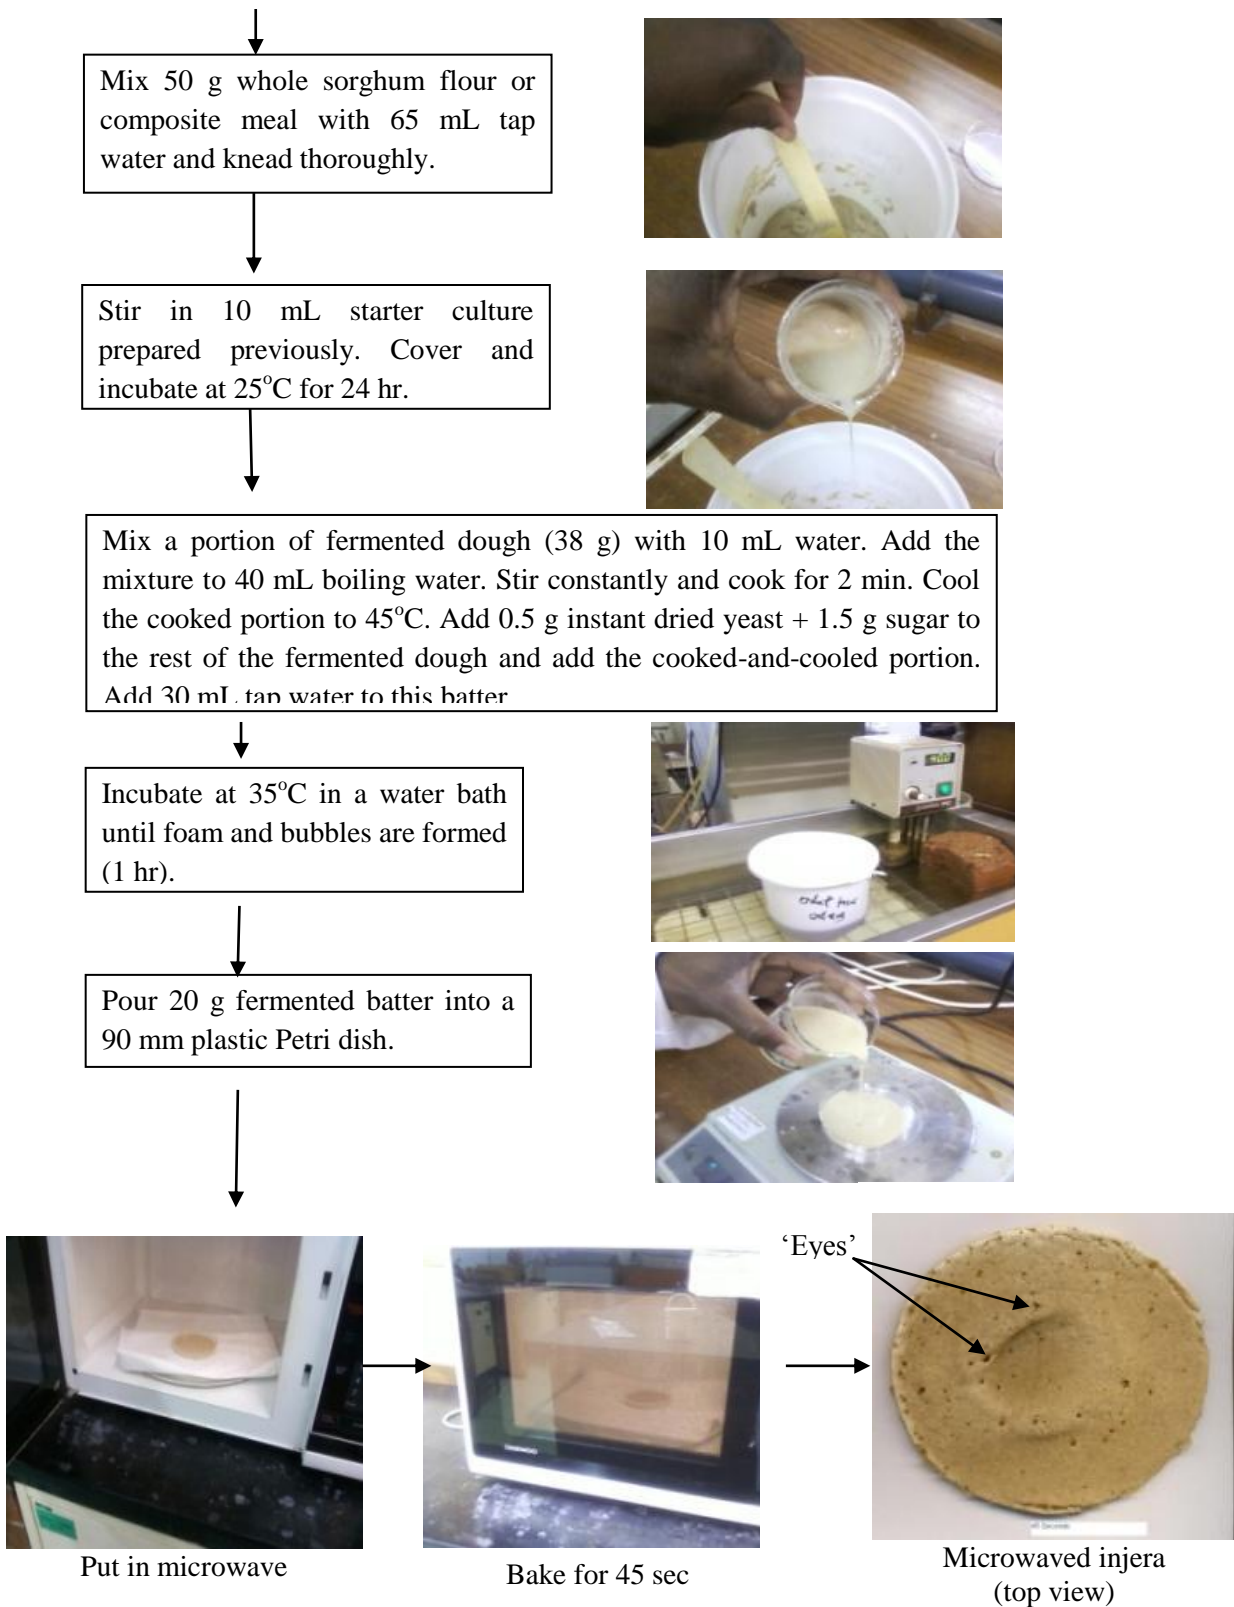 Mix 50 g whole sorghum flour or
composite meal with 65 mL tap
water and knead thoroughly.
Stir in 10 mL starter culture
prepared previously. Cover and
incubate at 25°C for 24 hr.
Mix a portion of fermented dough (38 g) with 10 mL water. Add the
mixture to 40 mL boiling water. Stir constantly and cook for 2 min. Cool
the cooked portion to 45°C. Add 0.5 g instant dried yeast + 1.5 g sugar to
the rest of the fermented dough and add the cooked-and-cooled portion.
Add 30 mL tap water to this batter
Incubate at 35°C in a water bath
until foam and bubbles are formed
(1 hr).
Pour 20 g fermented batter into a
90 mm plastic Petri dish.
‘Eyes’
DAEWOO
Put in microwave
Bake for 45 sec
Microwaved injera
(top view)